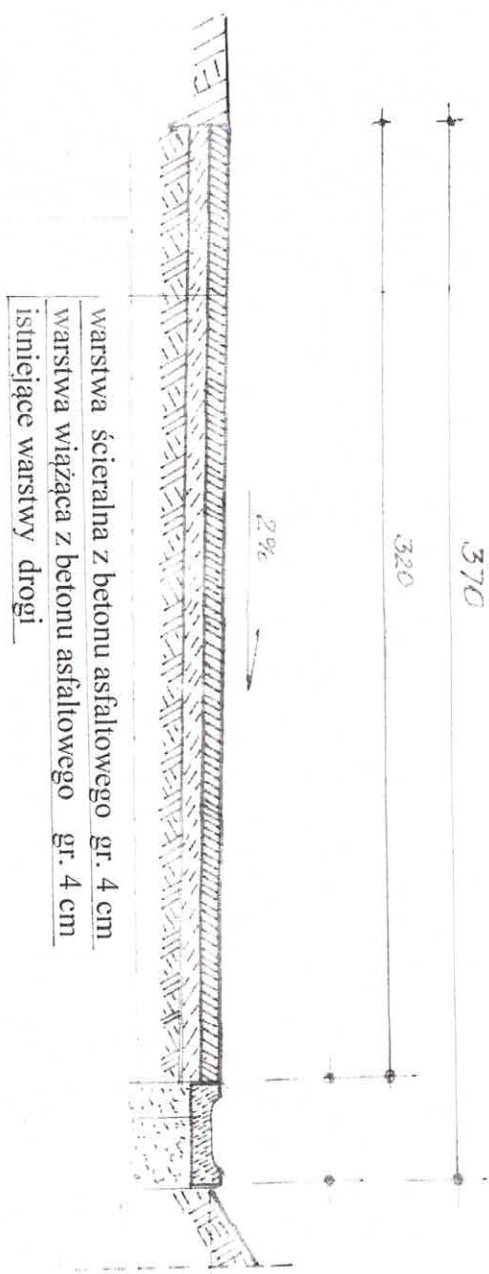 370
320
2%
warstwa ścieralna z betonu asfaltowego gr. 4 cm
warstwa wiążąca z betonu asfaltowego gr. 4 cm
istniejące warstwy drogi